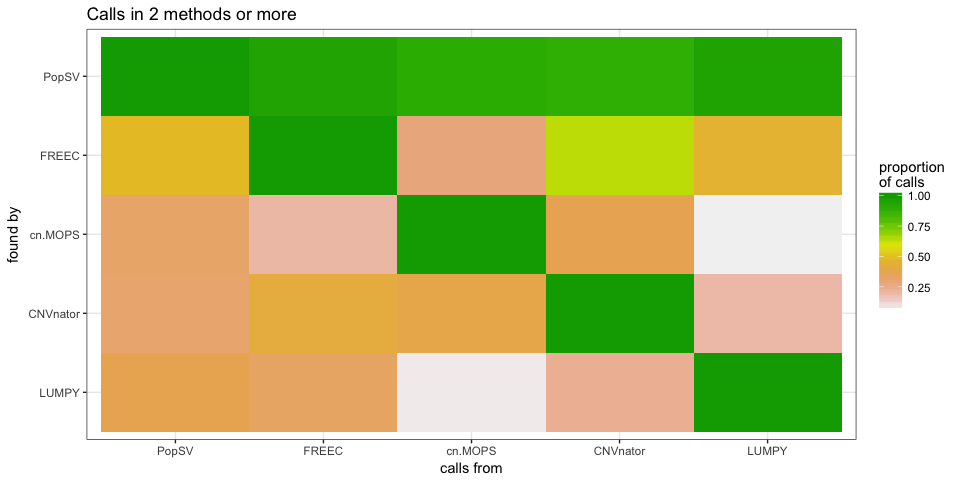 Calls in 2 methods or more
found by
PopSV
FREEC
cn.MOPS
CNVnator
LUMPY
PopSV FREEC cn.MOPS CNVnator LUMPY
calls from
proportion
of calls
1.00
0.75
0.50
0.25